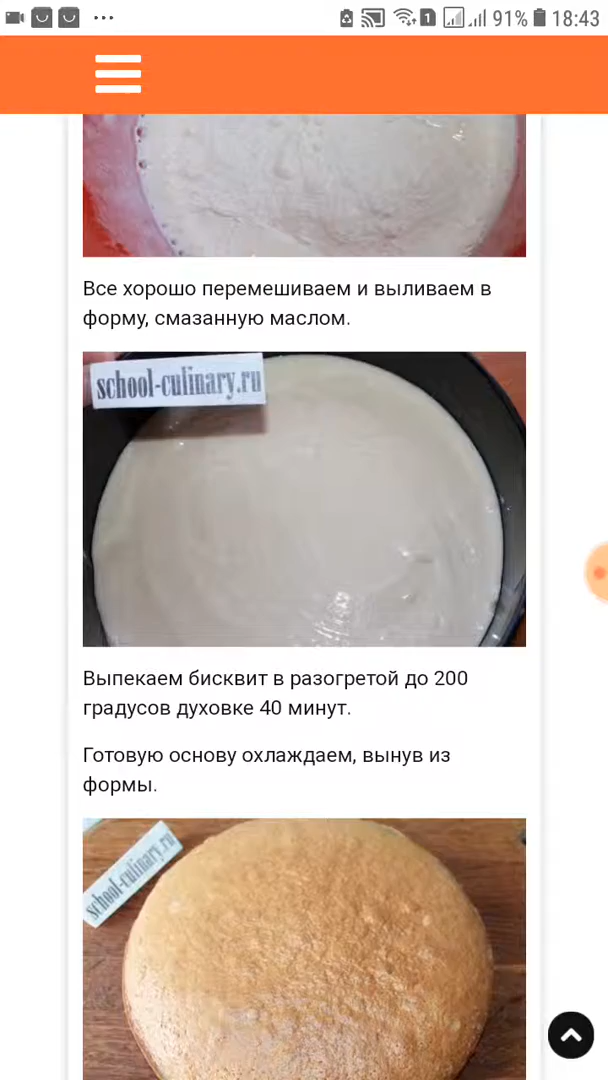 91% 18:43
1
Все хорошо перемешиваем и выливаем в
форму, смазанную маслом.
school-culinary.ru
Выпекаем бисквит в разогретой до 200
градусов духовке 40 минут.
Готовую основу охлаждаем, вынув из
формы.
school-culinary.ru